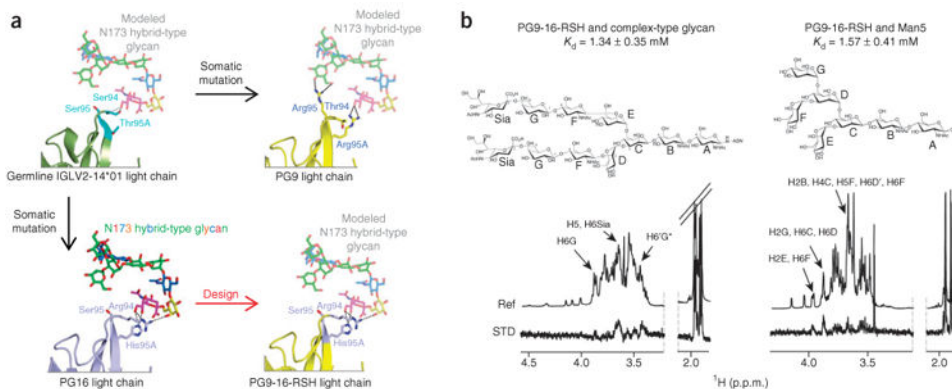 a
Modeled
N173 hybrid-type
glycan
Ser94
Ser95
Thr95A
Germline IGLV2-14*01 light chain
Somatic
mutation
Modeled
N173 hybrid-type
glycan
Arg95
Thr94
Arg95A
PG9 light chain
Somatic
mutation
N173 hybrid-type glycan
Ser95 Arg94
His95A
PG16 light chain
Design
Modeled
N173 hybrid-type
glycan
Ser95 Arg94
His95A
PG9-16-RSH light chain
b
PG9-16-RSH and complex-type glycan
Kd = 1.34 ± 0.35 mM
Sia G F E
Sia G F D C B A
H5, H6Sia
H6G
H6'G*
Ref
STD
4.5 4.0 3.5 2.0
PG9-16-RSH and Man5
Kd = 1.57 ± 0.41 mM
G
D
F
E
C B A
H2B, H4C, H5F, H6D', H6F
H2G, H6C, H6D
H2E, H6F
4.0 3.5 2.0
¹H (p.p.m.)